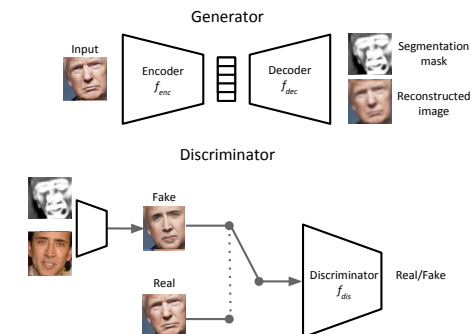 Generator
Input
Encoder
f_enc
Decoder
f_dec
Segmentation
mask
Reconstructed
image
Discriminator
Fake
Real
Discriminator
f_dis
Real/Fake